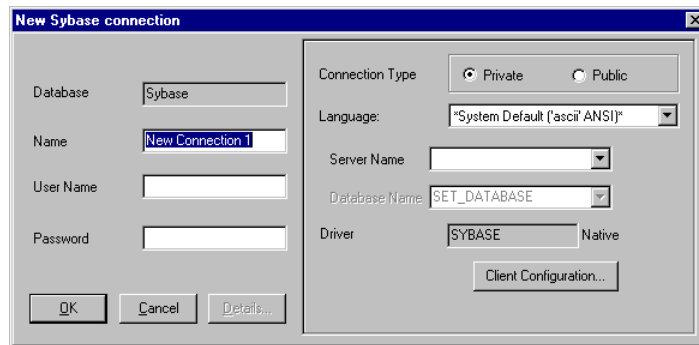 New Sybase connection
Database
Sybase
Name
New Connection 1
User Name
Password
OK
Cancel
Details...
Connection Type
Private
Public
Language:
*System Default ('ascii' ANSI)*
Server Name
Database Name
SET_DATABASE
Driver
SYBASE
Native
Client Configuration...